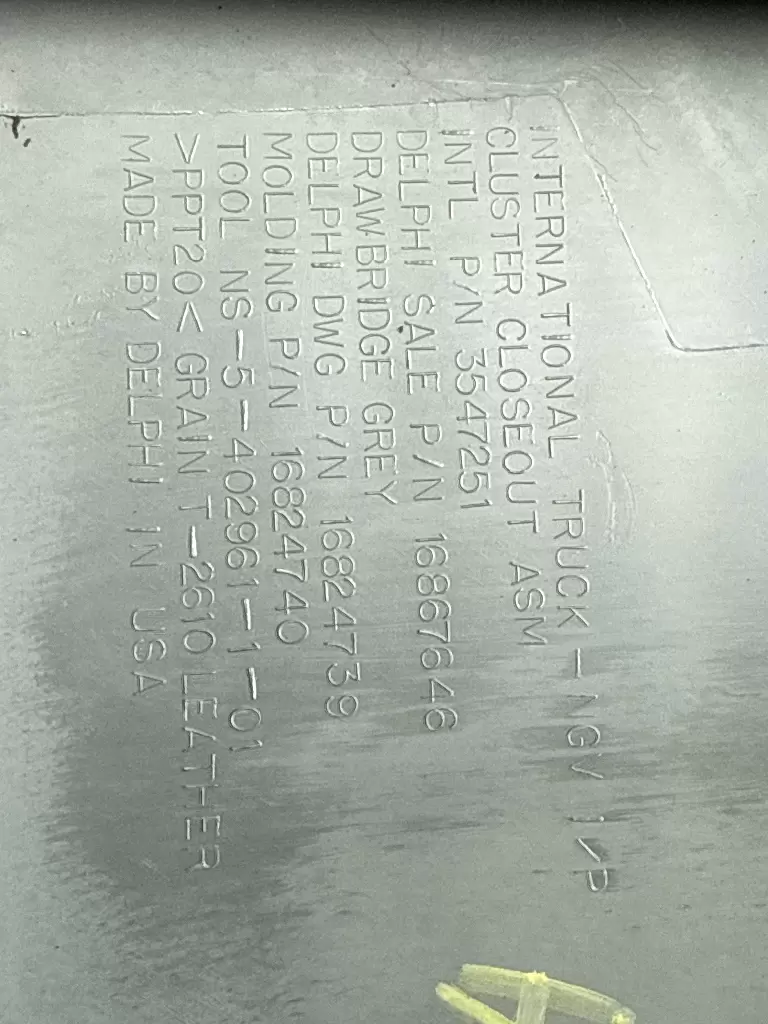 INTERNATIONAL TRUCK - NGV I/P
CLUSTER CLOSEOUT ASM
INTL P/N 3547251
DELPHI SALE P/N 16867646
DRAWBRIDGE GREY
DELPHI DWG P/N 16824739
MOLDING P/N 16824740
TOOL NS-5-402961-1-01
>PPT20< GRAIN T-2610 LEATHER
MADE BY DELPHI IN USA